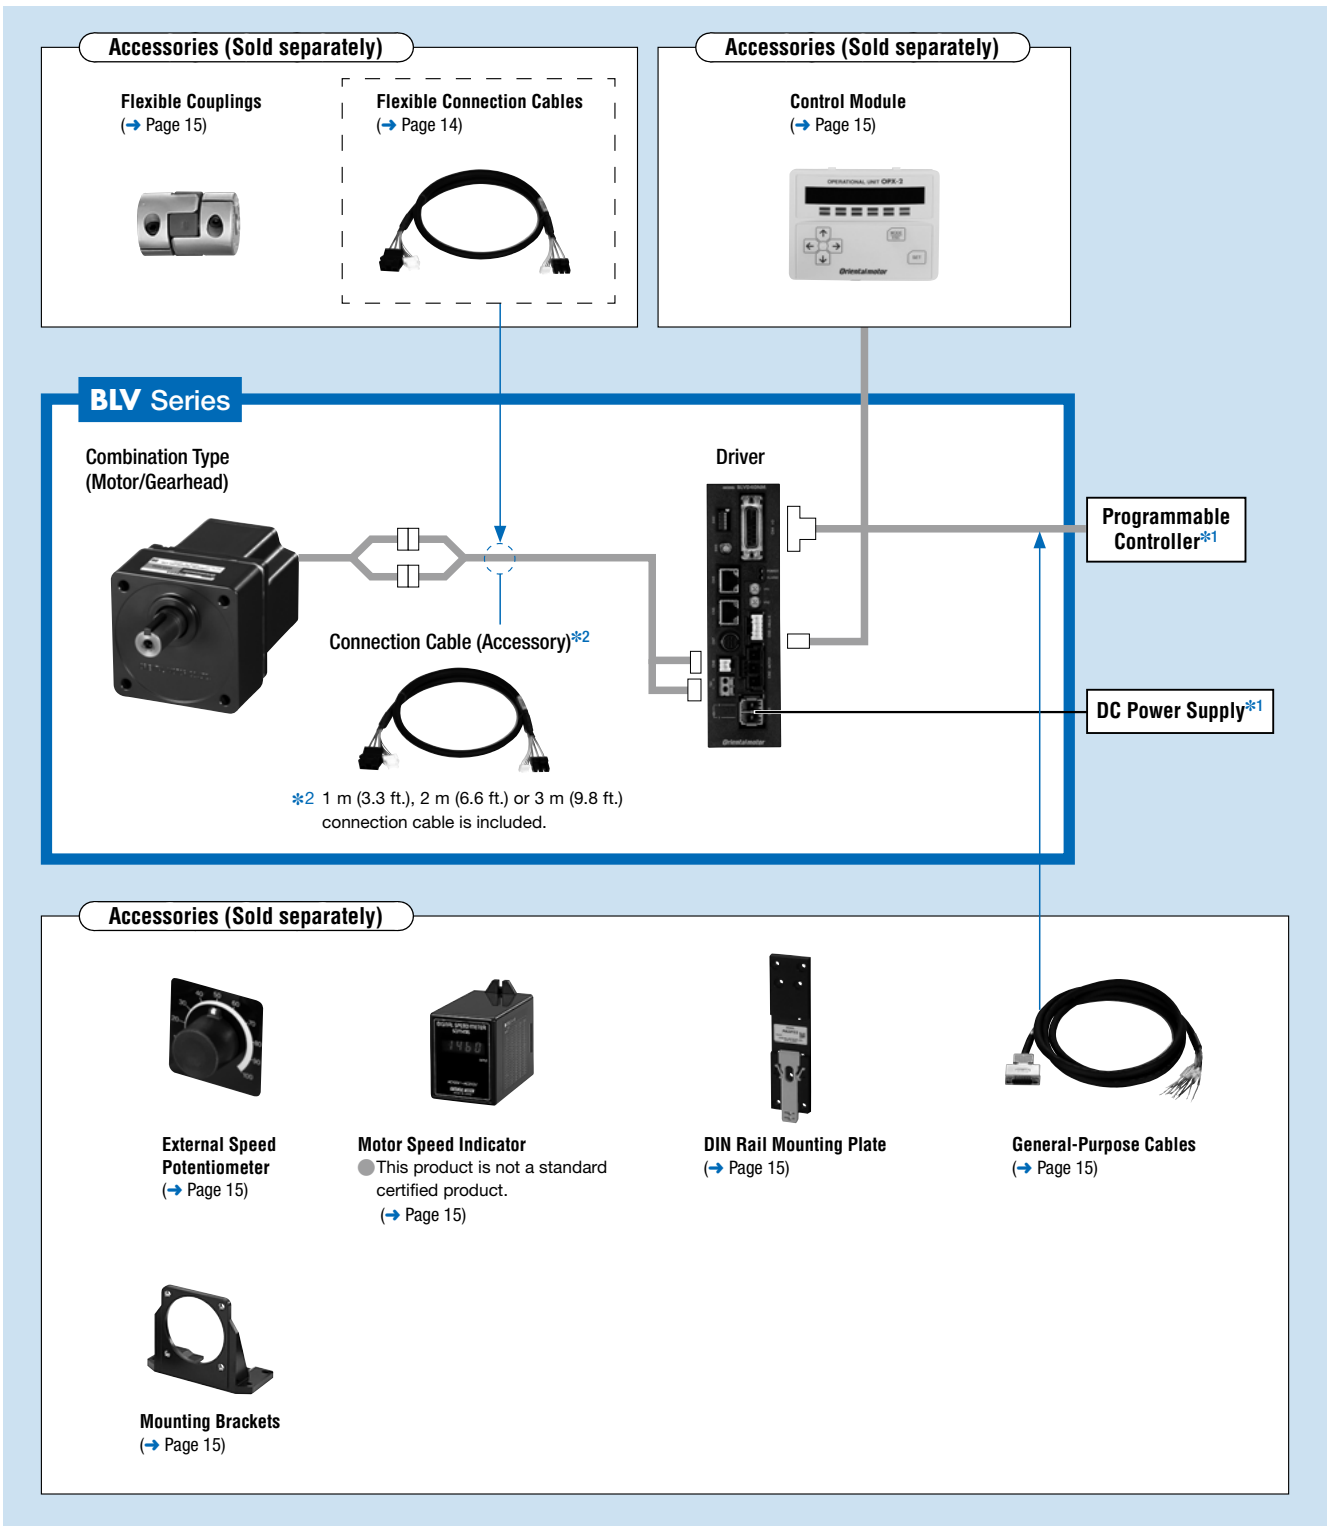 Accessories (Sold separately)
Flexible Couplings
(➜ Page 15)
Flexible Connection Cables
(➜ Page 14)
Accessories (Sold separately)
Control Module
(➜ Page 15)
OPERATIONAL UNIT OPX-2
SET
Orientalmotor
BLV Series
Combination Type
(Motor/Gearhead)
Driver
Orientalmotor
Programmable
Controller✻1
Connection Cable (Accessory)✻2
DC Power Supply✻1
✻2 1 m (3.3 ft.), 2 m (6.6 ft.) or 3 m (9.8 ft.)
connection cable is included.
Accessories (Sold separately)
DIGITAL SPEED METER
1460
External Speed
Potentiometer
(➜ Page 15)
Motor Speed Indicator
●This product is not a standard
certified product.
(➜ Page 15)
DIN Rail Mounting Plate
(➜ Page 15)
General-Purpose Cables
(➜ Page 15)
Mounting Brackets
(➜ Page 15)